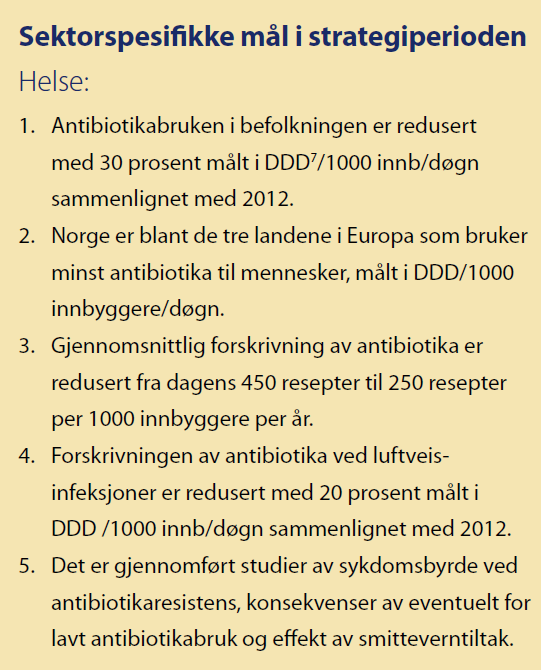 Sektorspesifikke mål i strategiperioden
Helse:
1. Antibiotikabruken i befolkningen er redusert
med 30 prosent målt i DDD⁷/1000 innb/døgn
sammenlignet med 2012.
2. Norge er blant de tre landene i Europa som bruker
minst antibiotika til mennesker, målt i DDD/1000
innbyggere/døgn.
3. Gjennomsnittlig forskrivning av antibiotika er
redusert fra dagens 450 resepter til 250 resepter
per 1000 innbyggere per år.
4. Forskrivningen av antibiotika ved luftveis-
infeksjoner er redusert med 20 prosent målt i
DDD /1000 innb/døgn sammenlignet med 2012.
5. Det er gjennomført studier av sykdomsbyrde ved
antibiotikaresistens, konsekvenser av eventuelt for
lavt antibiotikabruk og effekt av smitteverntiltak.